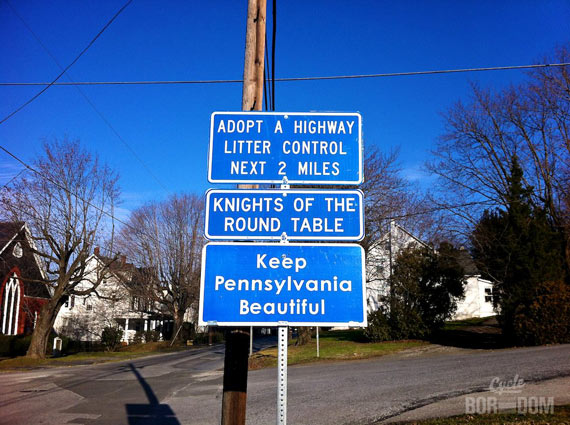 ADOPT A HIGHWAY
LITTER CONTROL
NEXT 2 MILES
KNIGHTS OF THE
ROUND TABLE
Keep
Pennsylvania
Beautiful
Cycle
BOREDOM